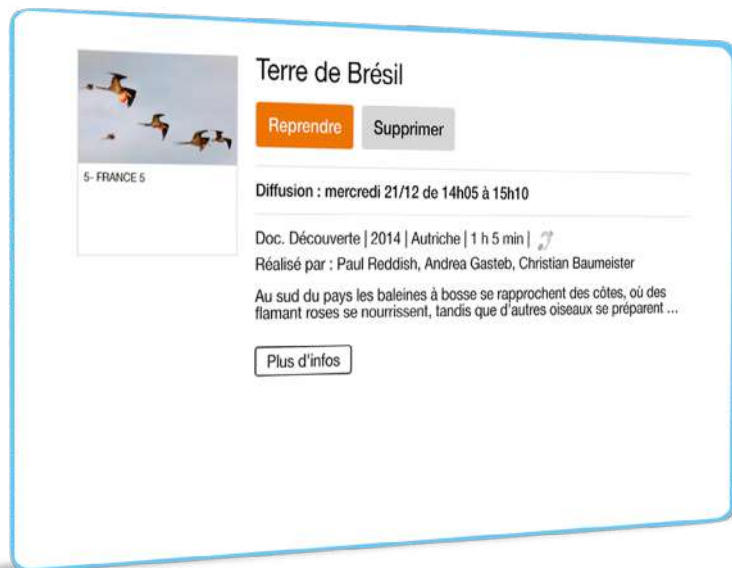 Terre de Brésil
Reprendre
Supprimer
5- FRANCE 5
Diffusion : mercredi 21/12 de 14h05 à 15h10
Doc. Découverte | 2014 | Autriche | 1 h 5 min |
Réalisé par : Paul Reddish, Andrea Gasteb, Christian Baumeister
Au sud du pays les baleines à bosse se rapprochent des côtes, où des
flamant roses se nourrissent, tandis que d'autres oiseaux se préparent ...
Plus d'infos